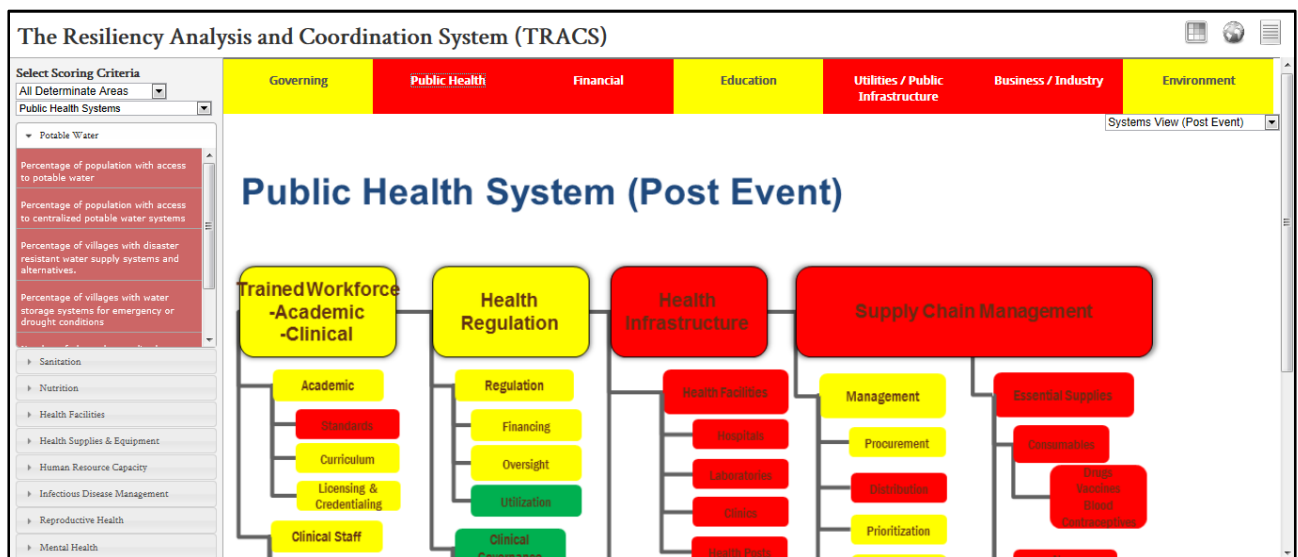 The Resiliency Analysis and Coordination System (TRACS)
Select Scoring Criteria
All Determinate Areas
Public Health Systems
Potable Water
Percentage of population with access
to potable water
Percentage of population with access
to centralized potable water systems
Percentage of villages with disaster
resistant water supply systems and
alternatives.
Percentage of villages with water
storage systems for emergency or
drought conditions
Sanitation
Nutrition
Health Facilities
Health Supplies & Equipment
Human Resource Capacity
Infectious Disease Management
Reproductive Health
Mental Health
Governing
Public Health
Financial
Education
Utilities / Public
Infrastructure
Business / Industry
Environment
Systems View (Post Event)
Public Health System (Post Event)
Trained Workforce
-Academic
-Clinical
Health
Regulation
Health
Infrastructure
Supply Chain Management
Academic
Standards
Curriculum
Licensing &
Credentialing
Clinical Staff
Regulation
Financing
Oversight
Utilization
Clinical
Governance
Health Facilities
Hospitals
Laboratories
Clinics
Health Posts
Management
Procurement
Distribution
Prioritization
Essential Supplies
Consumables
Drugs
Vaccines
Blood
Contraceptives